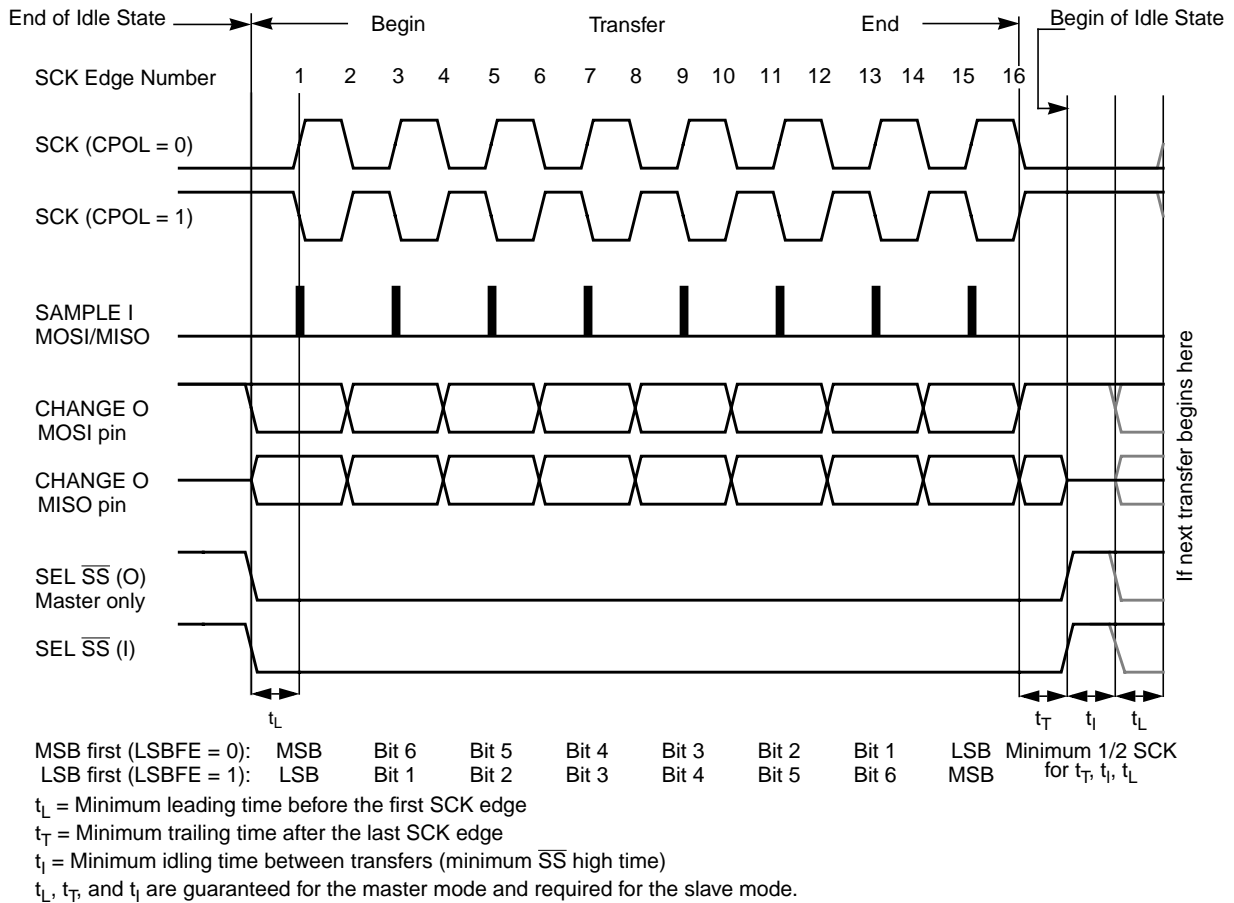 End of Idle State
Begin
Transfer
End
Begin of Idle State
SCK Edge Number
1 2 3 4 5 6 7 8 9 10 11 12 13 14 15 16
SCK (CPOL = 0)
SCK (CPOL = 1)
SAMPLE I
MOSI/MISO
CHANGE O
MOSI pin
CHANGE O
MISO pin
SEL S̅S̅ (O)
Master only
SEL S̅S̅ (I)
If next transfer begins here
tL tT tI tL
MSB first (LSBFE = 0): MSB Bit 6 Bit 5 Bit 4 Bit 3 Bit 2 Bit 1 LSB Minimum 1/2 SCK
LSB first (LSBFE = 1): LSB Bit 1 Bit 2 Bit 3 Bit 4 Bit 5 Bit 6 MSB for tT, tI, tL
tL = Minimum leading time before the first SCK edge
tT = Minimum trailing time after the last SCK edge
tI = Minimum idling time between transfers (minimum S̅S̅ high time)
tL, tT, and tI are guaranteed for the master mode and required for the slave mode.